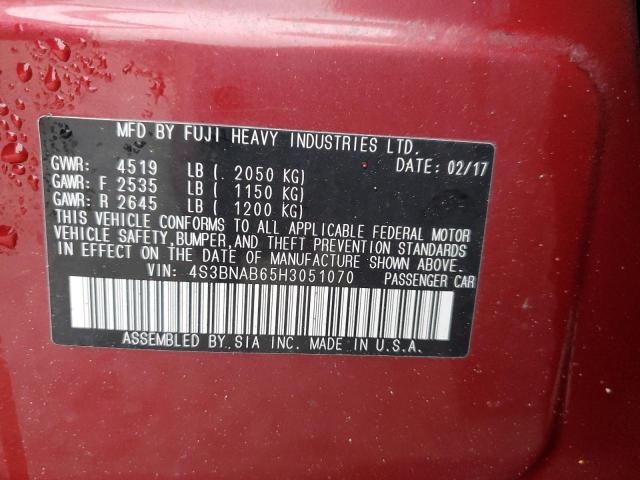 MFD BY FUJI HEAVY INDUSTRIES LTD.
GVWR: 4519 LB ( 2050 KG) DATE: 02/17
GAWR: F 2535 LB ( 1150 KG)
GAWR: R 2645 LB ( 1200 KG)
THIS VEHICLE CONFORMS TO ALL APPLICABLE FEDERAL MOTOR
VEHICLE SAFETY, BUMPER, AND THEFT PREVENTION STANDARDS
IN EFFECT ON THE DATE OF MANUFACTURE SHOWN ABOVE.
VIN: 4S3BNAB65H3051070 PASSENGER CAR
ASSEMBLED BY SIA INC. MADE IN U.S.A.